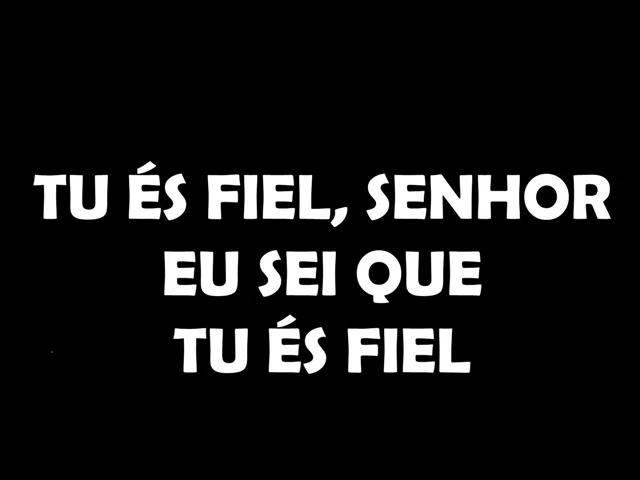 TU ÉS FIEL, SENHOR
EU SEI QUE
TU ÉS FIEL